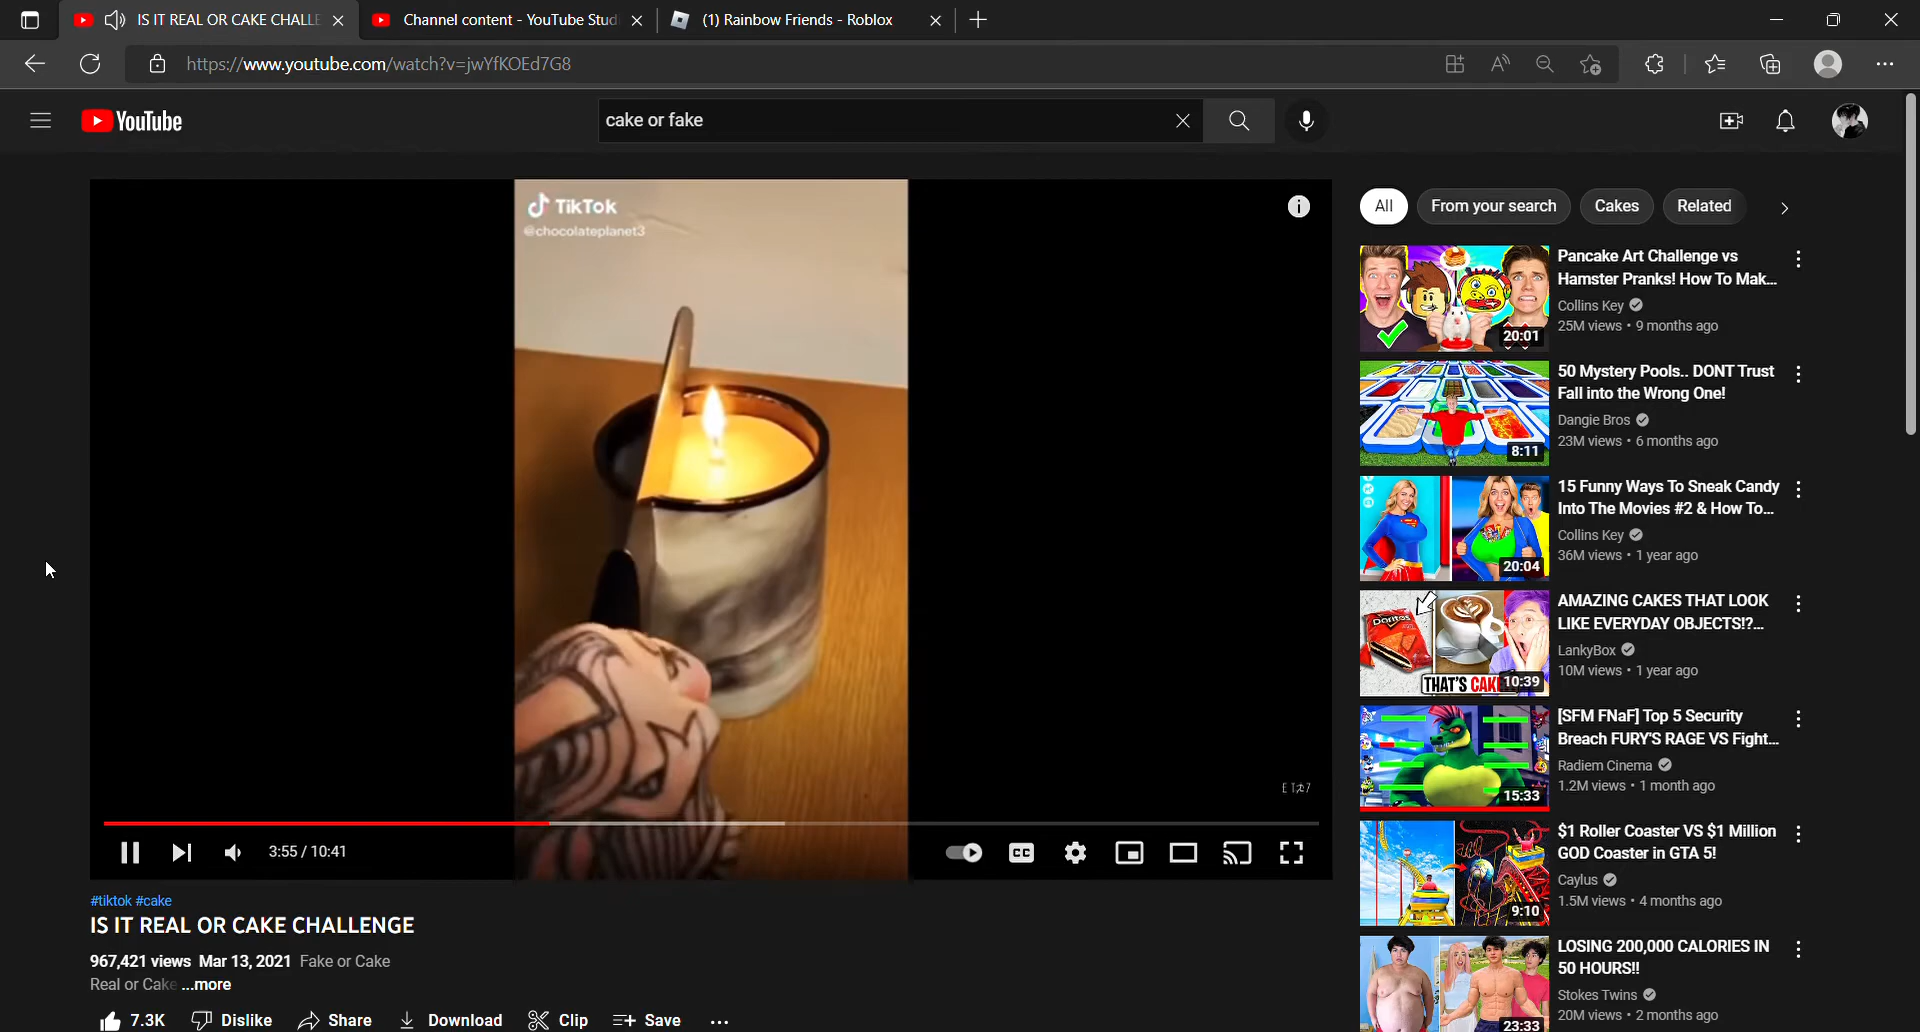 IS IT REAL OR CAKE CHALLE
Channel content - YouTube Studi
(1) Rainbow Friends - Roblox
https://www.youtube.com/watch?v=jwYfKOEd7G8
YouTube
cake or fake
TikTok
@chocolateplanet3
3:55 / 10:41
CC
#tiktok #cake
IS IT REAL OR CAKE CHALLENGE
967,421 views Mar 13, 2021 Fake or Cake
Real or Cake ...more
7.3K Dislike Share Download Clip Save
All From your search Cakes Related
Pancake Art Challenge vs
Hamster Pranks! How To Mak...
Collins Key
25M views • 9 months ago
20:01
50 Mystery Pools.. DONT Trust
Fall into the Wrong One!
Dangie Bros
23M views • 6 months ago
8:11
15 Funny Ways To Sneak Candy
Into The Movies #2 & How To...
Collins Key
36M views • 1 year ago
20:04
AMAZING CAKES THAT LOOK
LIKE EVERYDAY OBJECTS!?...
LankyBox
10M views • 1 year ago
Doritos
THAT'S CAK
10:39
[SFM FNaF] Top 5 Security
Breach FURY'S RAGE VS Fight...
Radiem Cinema
1.2M views • 1 month ago
15:33
$1 Roller Coaster VS $1 Million
GOD Coaster in GTA 5!
Caylus
1.5M views • 4 months ago
9:10
LOSING 200,000 CALORIES IN
50 HOURS!!
Stokes Twins
20M views • 2 months ago
23:33